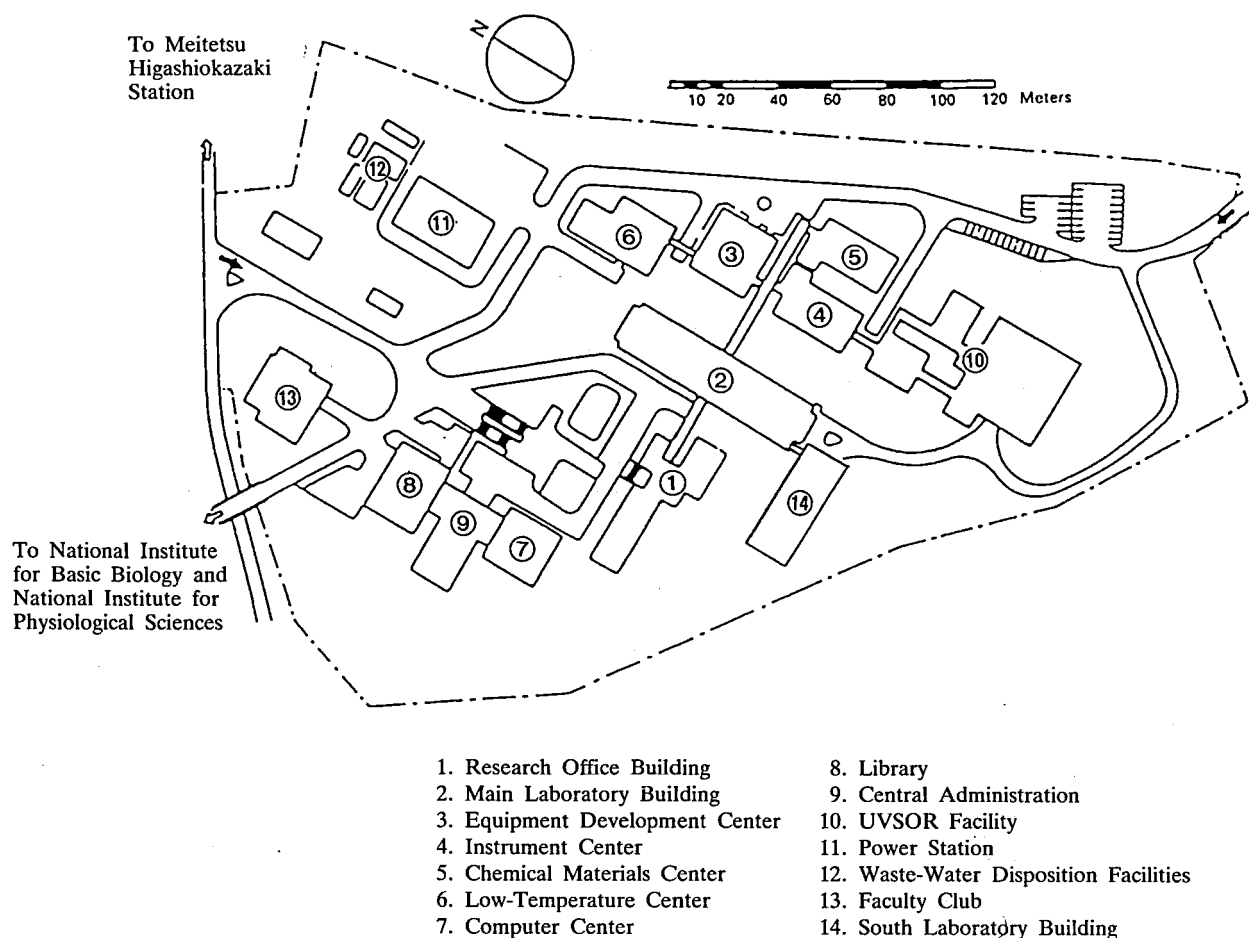 To Meitetsu
Higashiokazaki
Station
N
10 20 40 60 80 100 120 Meters
12
11
6
3
5
4
10
2
13
1
8
14
9
7
To National Institute
for Basic Biology and
National Institute for
Physiological Sciences
1. Research Office Building
2. Main Laboratory Building
3. Equipment Development Center
4. Instrument Center
5. Chemical Materials Center
6. Low-Temperature Center
7. Computer Center
8. Library
9. Central Administration
10. UVSOR Facility
11. Power Station
12. Waste-Water Disposition Facilities
13. Faculty Club
14. South Laboratory Building